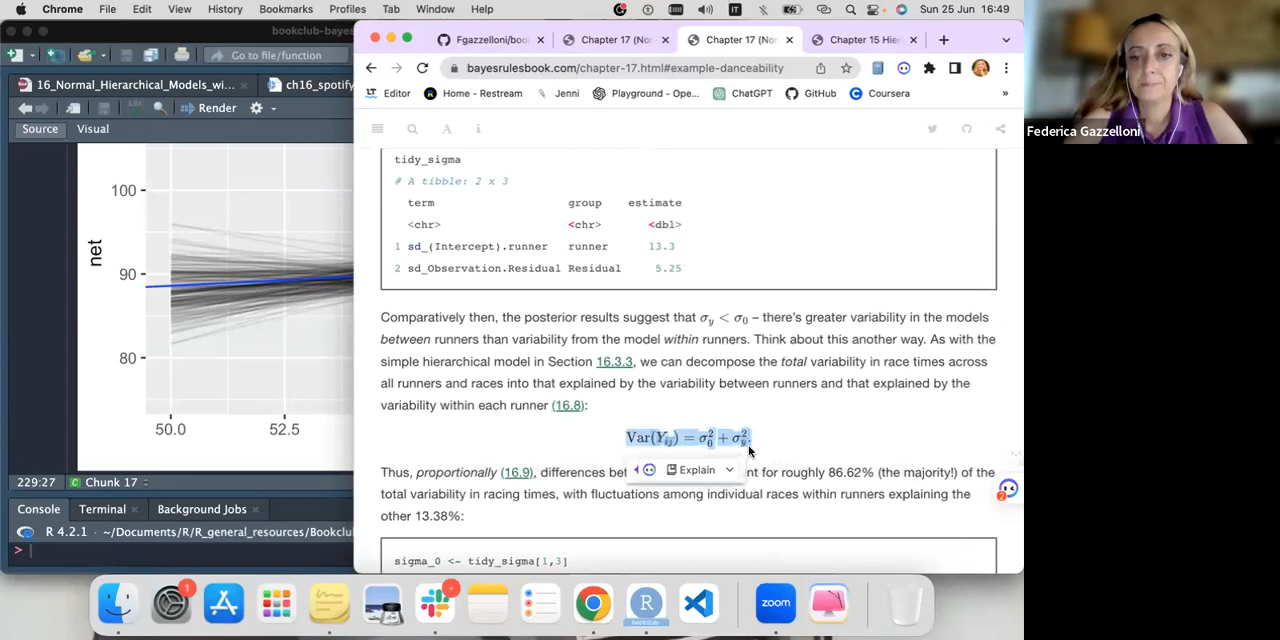 Chrome File Edit View History Bookmarks Profiles Tab Window Help
IT
Sun 25 Jun 16:49
bookclub-bayes
Go to file/function
16_Normal_Hierarchical_Models_wi...
ch16_spotify
Render
Source Visual
100
90
80
net
50.0 52.5
229:27 Chunk 17
Console Terminal Background Jobs
R 4.2.1 · ~/Documents/R/R_general_resources/Bookclu
>
Fgazzelloni/boo
Chapter 17 (Nor
Chapter 17 (No
Chapter 15 Hier
bayesrulesbook.com/chapter-17.html#example-danceability
Editor
Home - Restream
Jenni
Playground - Ope...
ChatGPT
GitHub
Coursera
»
tidy_sigma
# A tibble: 2 x 3
term group estimate
<chr> <chr> <dbl>
1 sd_(Intercept).runner runner 13.3
2 sd_Observation.Residual Residual 5.25
Comparatively then, the posterior results suggest that σy < σ0 – there's greater variability in the models
between runners than variability from the model within runners. Think about this another way. As with the
simple hierarchical model in Section 16.3.3, we can decompose the total variability in race times across
all runners and races into that explained by the variability between runners and that explained by the
variability within each runner (16.8):
Var(Yij) = σ0² + σy².
Explain
Thus, proportionally (16.9), differences bet nt for roughly 86.62% (the majority!) of the
total variability in racing times, with fluctuations among individual races within runners explaining the
other 13.38%:
sigma_0 <- tidy_sigma[1,3]
2
Federica Gazzelloni
1
R
bookclub-
zoom